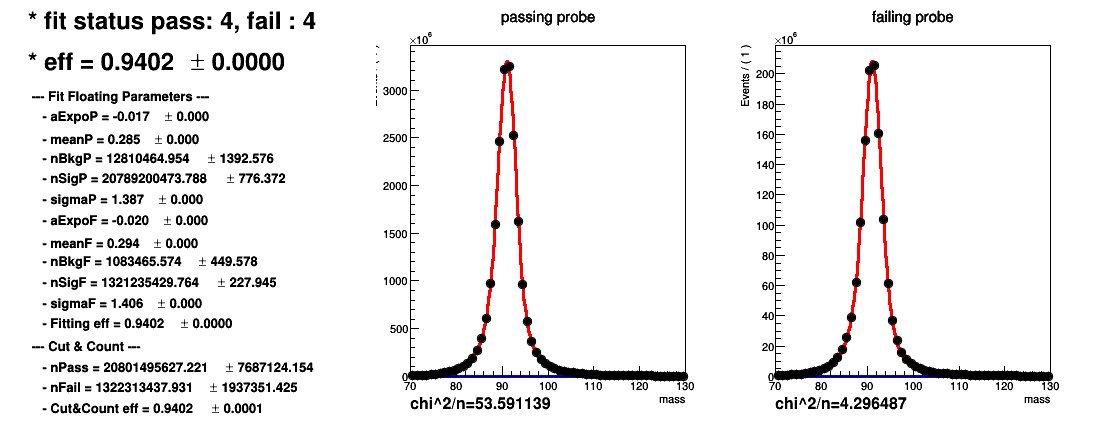 * fit status pass: 4, fail : 4
* eff = 0.9402 ± 0.0000
--- Fit Floating Parameters ---
- aExpoP = -0.017 ± 0.000
- meanP = 0.285 ± 0.000
- nBkgP = 12810464.954 ± 1392.576
- nSigP = 20789200473.788 ± 776.372
- sigmaP = 1.387 ± 0.000
- aExpoF = -0.020 ± 0.000
- meanF = 0.294 ± 0.000
- nBkgF = 1083465.574 ± 449.578
- nSigF = 1321235429.764 ± 227.945
- sigmaF = 1.406 ± 0.000
- Fitting eff = 0.9402 ± 0.0000
--- Cut & Count ---
- nPass = 20801495627.221 ± 7687124.154
- nFail = 1322313437.931 ± 1937351.425
- Cut&Count eff = 0.9402 ± 0.0001
passing probe
×10^6
3000
2500
2000
1500
1000
500
0
70 80 90 100 110 120 130
mass
chi^2/n=53.591139
failing probe
×10^6
Events / ( 1 )
200
180
160
140
120
100
80
60
40
20
0
70 80 90 100 110 120 130
mass
chi^2/n=4.296487